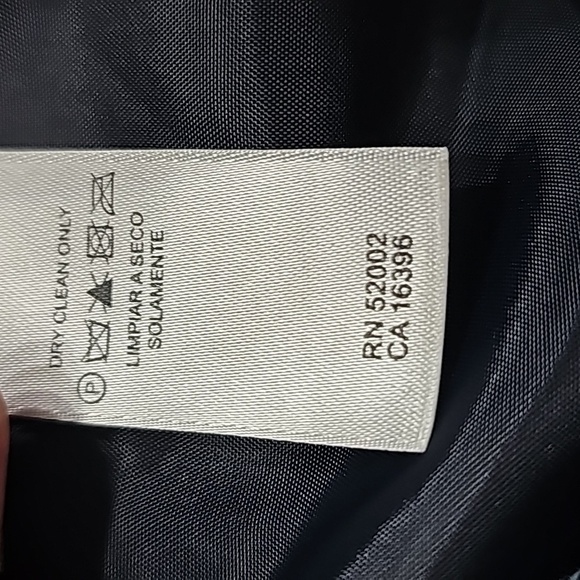 DRY CLEAN ONLY
P
LIMPIAR A SECO
SOLAMENTE
RN 52002
CA 16396